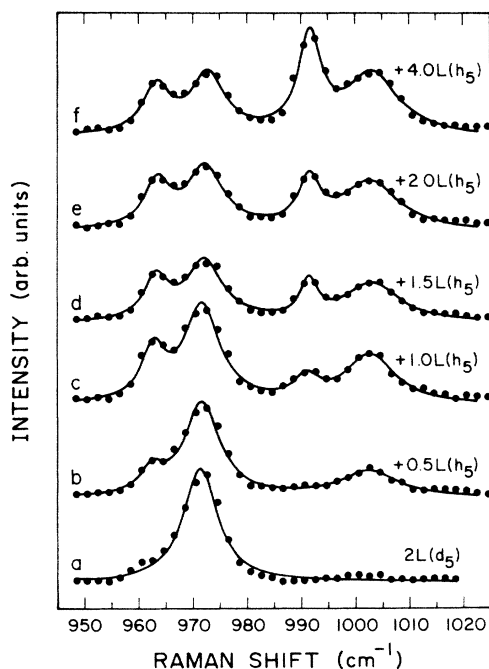 INTENSITY (arb. units)
f
+4.0L(h5)
e
+2.0L(h5)
d
+1.5L(h5)
c
+1.0L(h5)
b
+0.5L(h5)
a
2L(d5)
950 960 970 980 990 1000 1010 1020
RAMAN SHIFT (cm⁻¹)